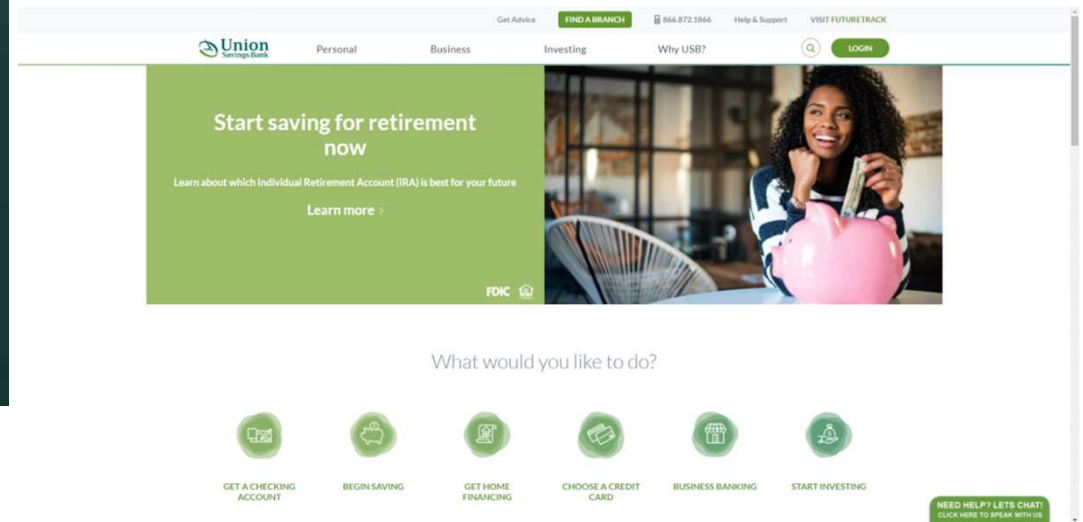 Get Advice
FIND A BRANCH
866.872.1866
Help & Support
VISIT FUTURETRACK
Union
Savings Bank
Personal
Business
Investing
Why USB?
LOGIN
Start saving for retirement
now
Learn about which Individual Retirement Account (IRA) is best for your future
Learn more >
FDIC
What would you like to do?
GET A CHECKING
ACCOUNT
BEGIN SAVING
GET HOME
FINANCING
CHOOSE A CREDIT
CARD
BUSINESS BANKING
START INVESTING
NEED HELP? LETS CHAT!
CLICK HERE TO SPEAK WITH US